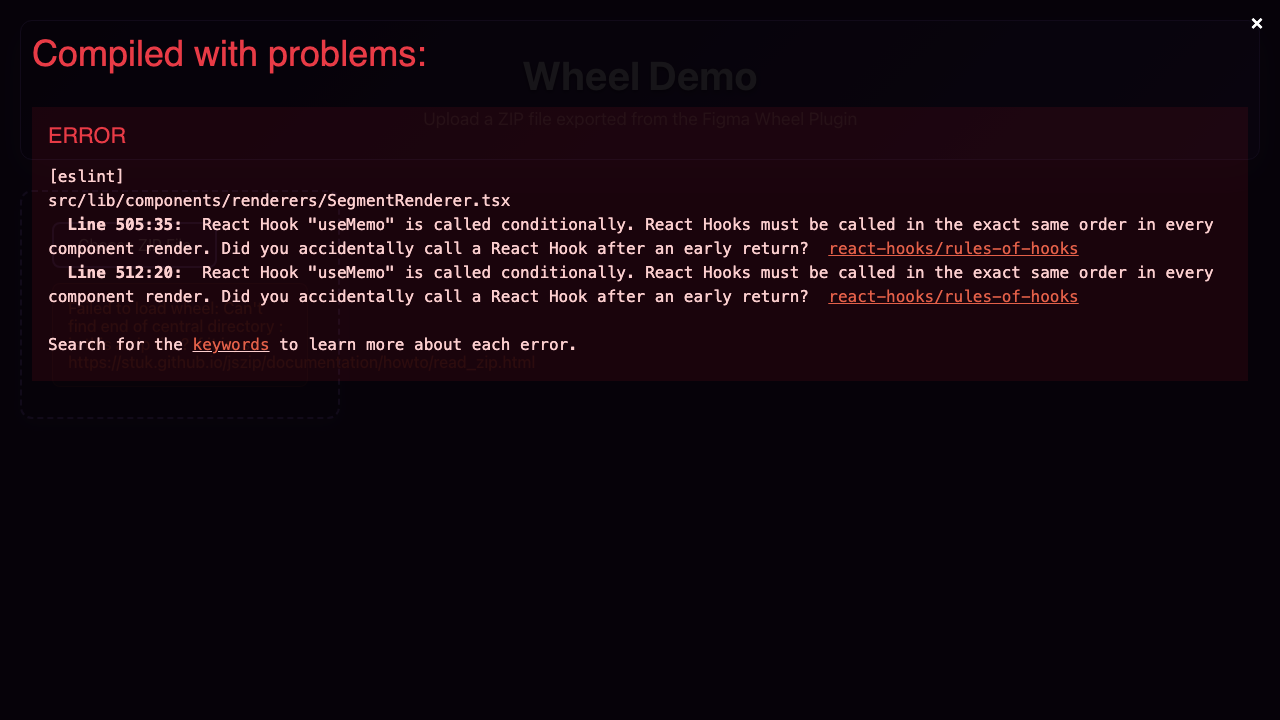 ×
Compiled with problems:
Wheel Demo
Upload a ZIP file exported from the Figma Wheel Plugin
ERROR
[eslint]
src/lib/components/renderers/SegmentRenderer.tsx
Line 505:35: React Hook "useMemo" is called conditionally. React Hooks must be called in the exact same order in every
component render. Did you accidentally call a React Hook after an early return? react-hooks/rules-of-hooks
Line 512:20: React Hook "useMemo" is called conditionally. React Hooks must be called in the exact same order in every
component render. Did you accidentally call a React Hook after an early return? react-hooks/rules-of-hooks
Failed to load wheel: Can't
find end of central directory :
Search for the keywords to learn more about each error.
https://stuk.github.io/jszip/documentation/howto/read_zip.html